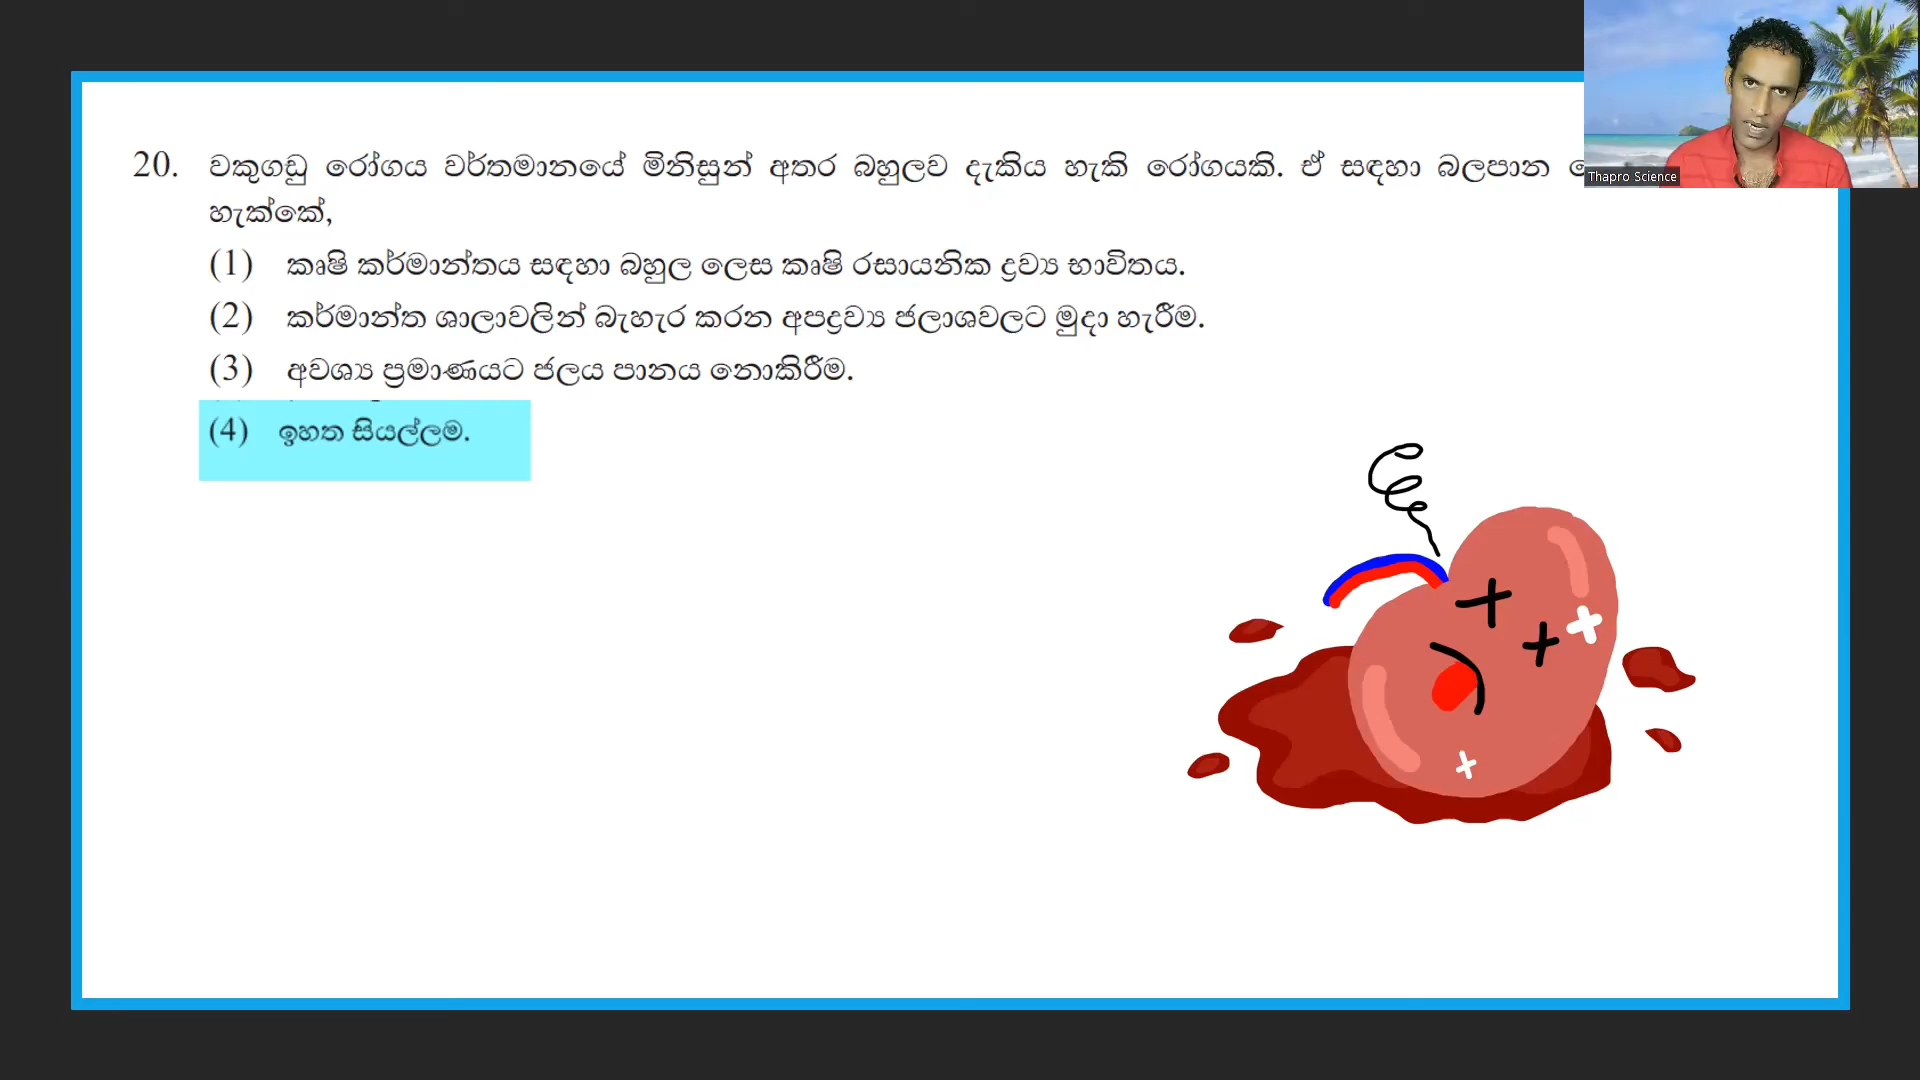 20. වකුගඩු රෝගය වර්තමානයේ මිනිසුන් අතර බහුලව දැකිය හැකි රෝගයකි. ඒ සඳහා බලපාන
හැක්කේ,
(1) කෘෂි කර්මාන්තය සඳහා බහුල ලෙස කෘෂි රසායනික ද්‍රව්‍ය භාවිතය.
(2) කර්මාන්ත ශාලාවලින් බැහැර කරන අපද්‍රව්‍ය ජලාශවලට මුදා හැරීම.
(3) අවශ්‍ය ප්‍රමාණයට ජලය පානය නොකිරීම.
(4) ඉහත සියල්ලම.
Thapro Science